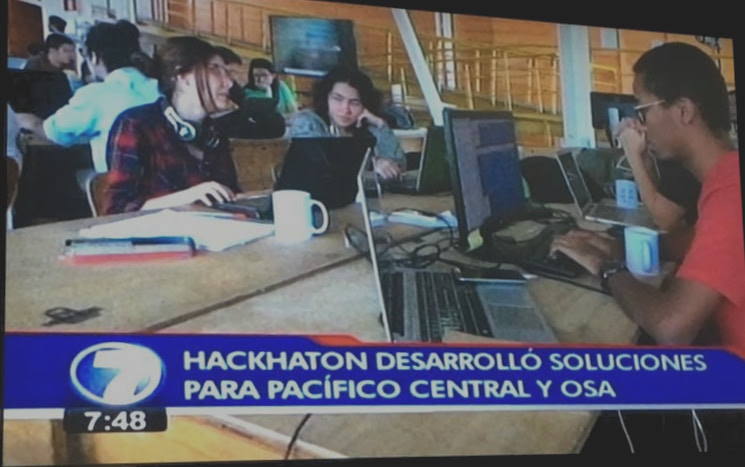 HACKHATON DESARROLLÓ SOLUCIONES
PARA PACÍFICO CENTRAL Y OSA
7
7:48